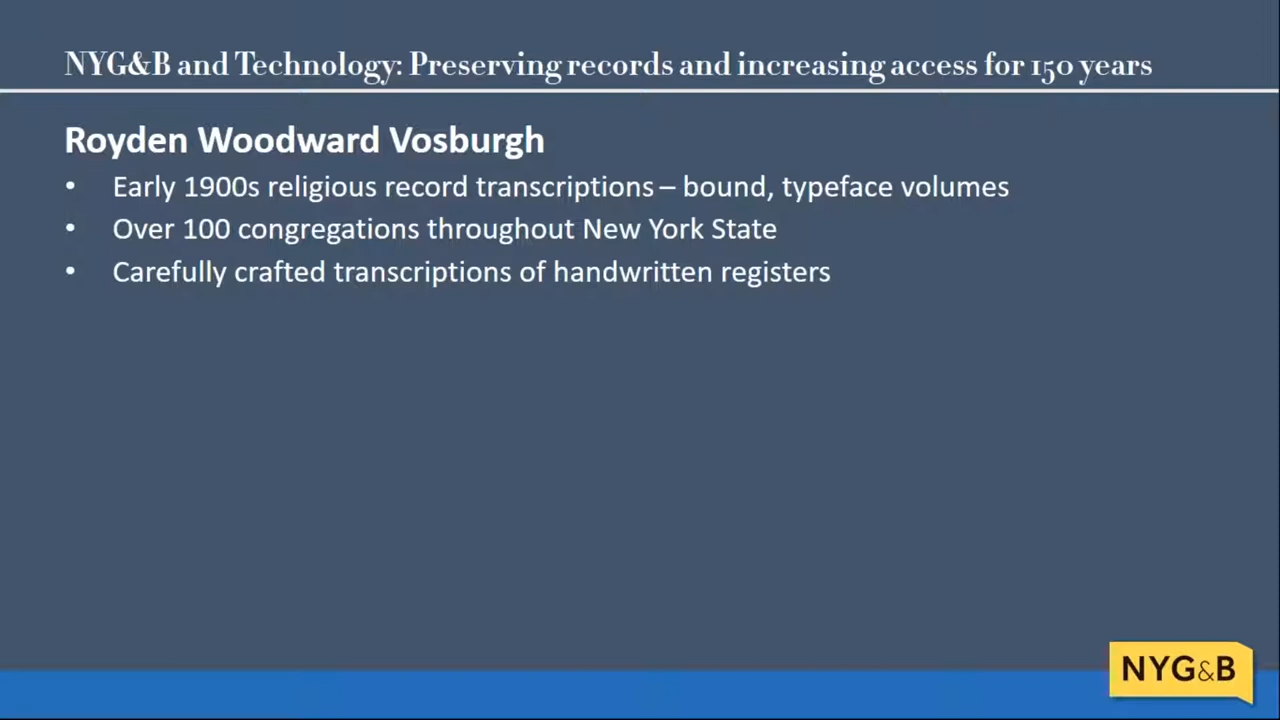 NYG&B and Technology: Preserving records and increasing access for 150 years
Royden Woodward Vosburgh
• Early 1900s religious record transcriptions – bound, typeface volumes
• Over 100 congregations throughout New York State
• Carefully crafted transcriptions of handwritten registers
NYG&B